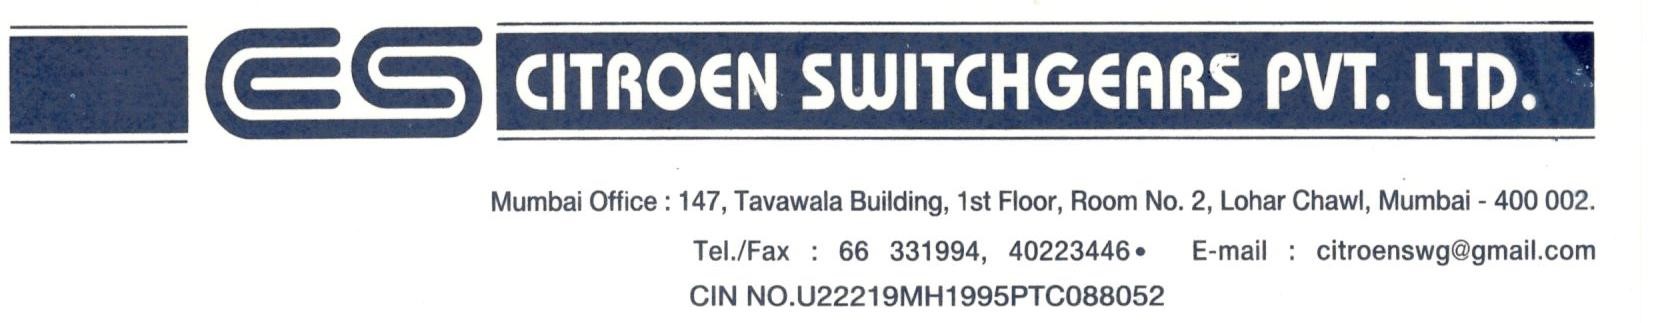 ES CITROEN SWITCHGEARS PVT. LTD.
Mumbai Office : 147, Tavawala Building, 1st Floor, Room No. 2, Lohar Chawl, Mumbai - 400 002.
Tel./Fax : 66 331994, 40223446• E-mail : citroenswg@gmail.com
CIN NO.U22219MH1995PTC088052